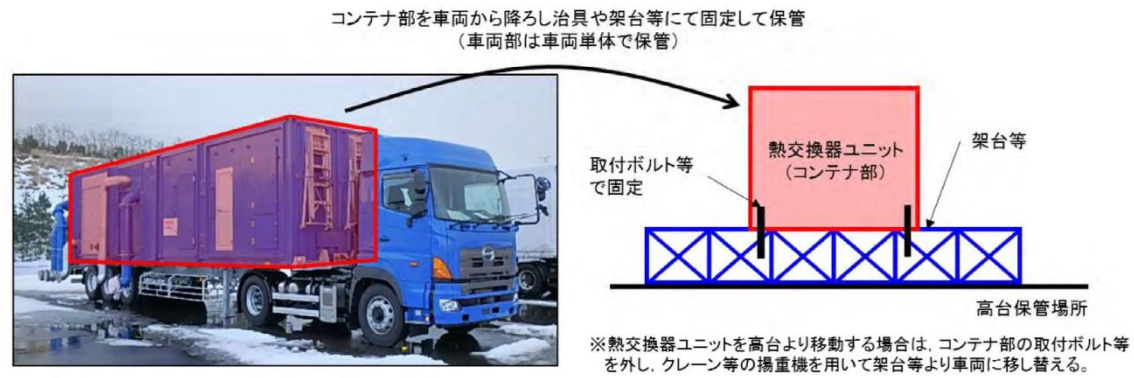 コンテナ部を車両から降ろし治具や架台等にて固定して保管
（車両部は車両単体で保管）
取付ボルト等
で固定
熱交換器ユニット
（コンテナ部）
架台等
高台保管場所
※熱交換器ユニットを高台より移動する場合は，コンテナ部の取付ボルト等
を外し，クレーン等の揚重機を用いて架台等より車両に移し替える。